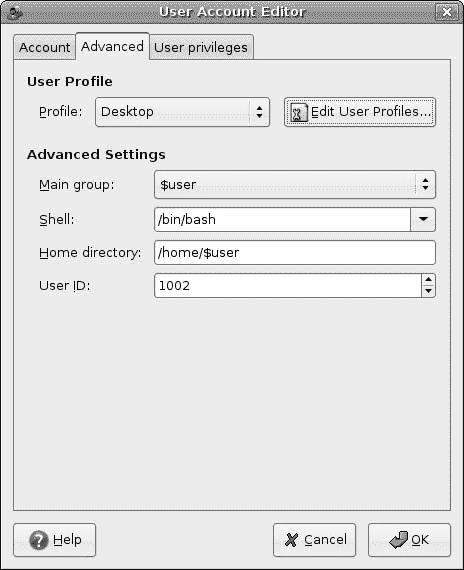 User Account Editor
Account Advanced User privileges
User Profile
Profile: Desktop Edit User Profiles...
Advanced Settings
Main group: $user
Shell: /bin/bash
Home directory: /home/$user
User ID: 1002
Help Cancel OK